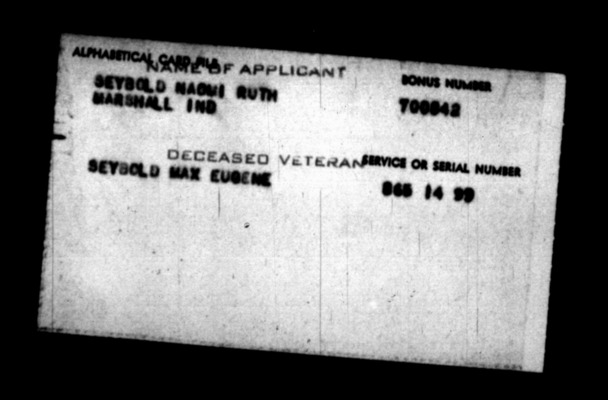 ALPHABETICAL CARD FILE
NAME OF APPLICANT
BONUS NUMBER
SEYBOLD NAOMI RUTH
MARSHALL IND
DECEASED VETERAN
SERVICE OR SERIAL NUMBER
SEYBOLD MAX EUGENE
865 14 99